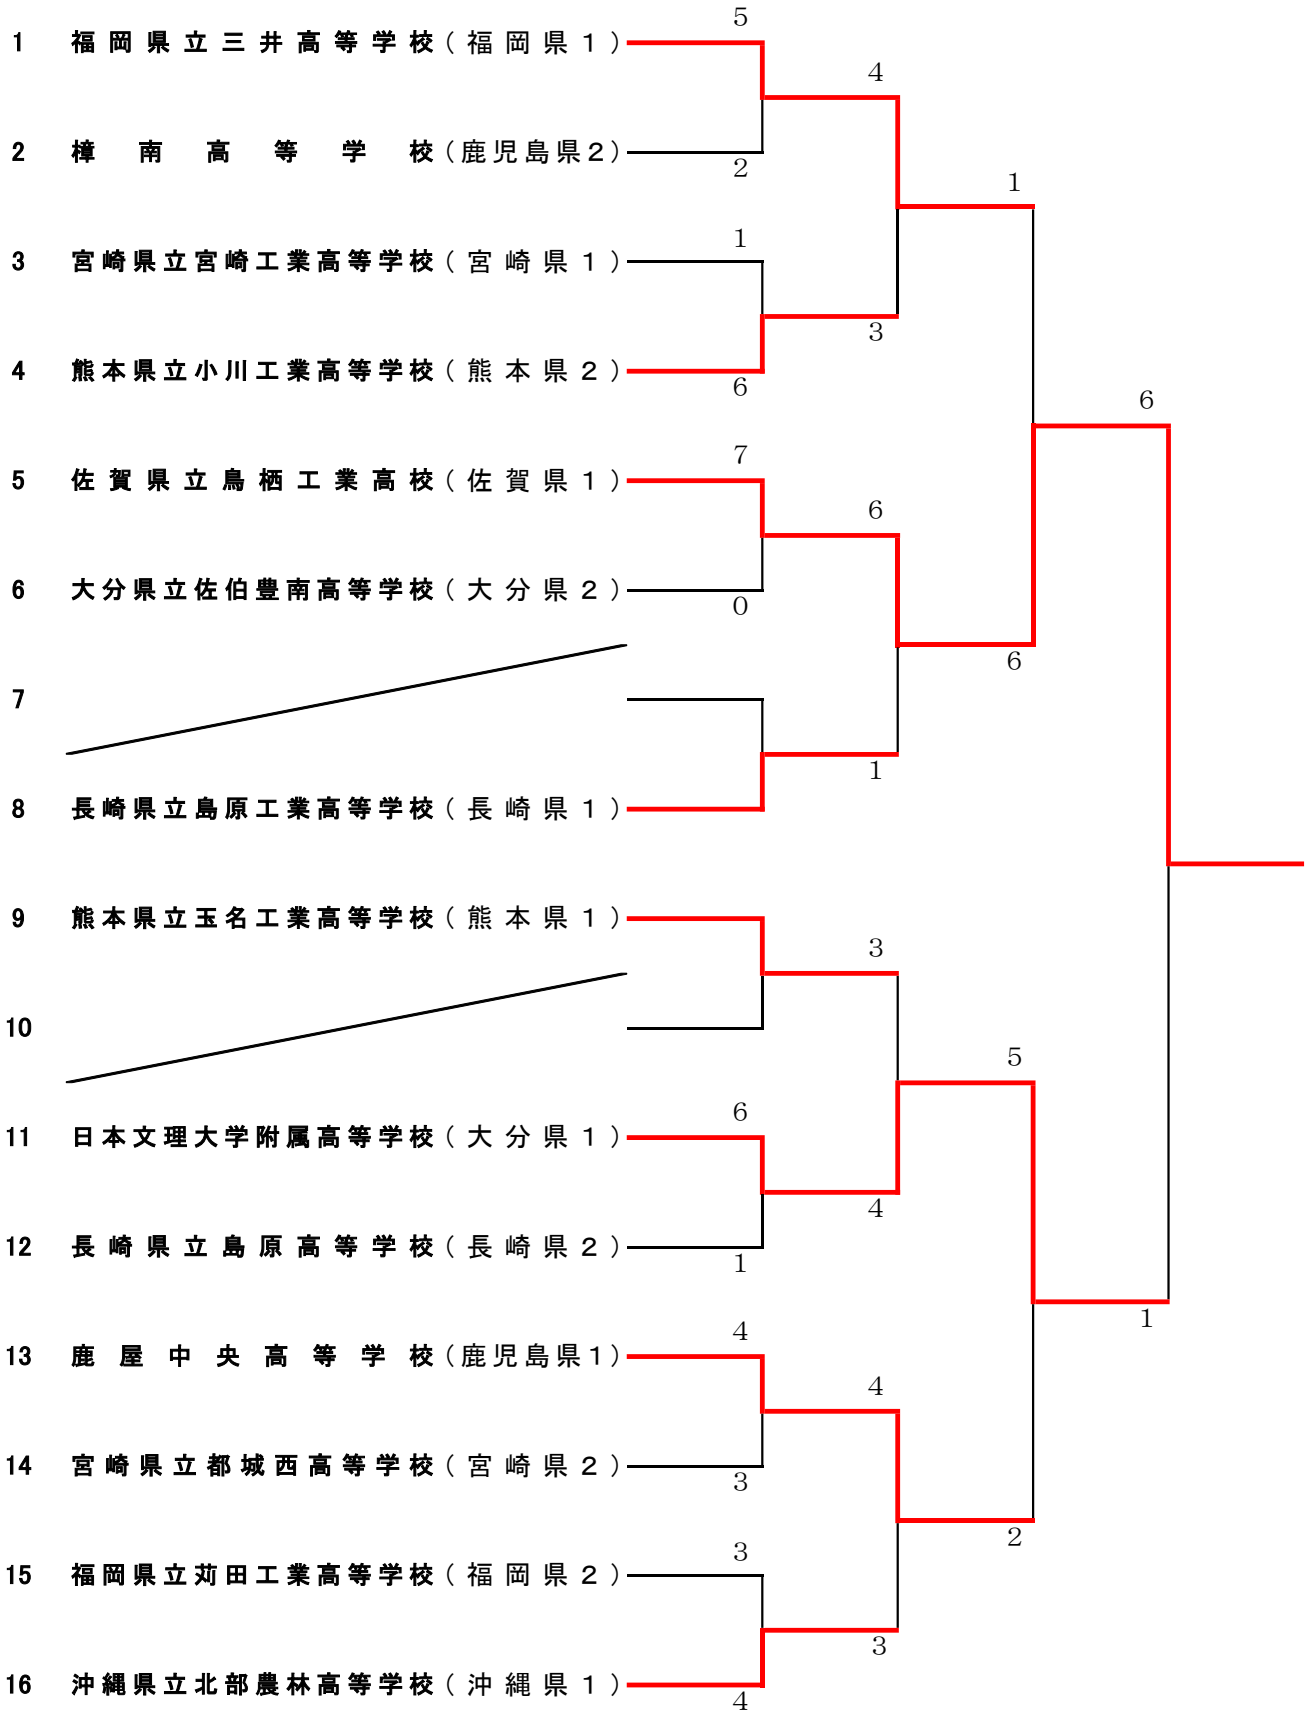 5
1 福岡県立三井高等学校(福岡県1)
4
2 樟南高等学校(鹿児島県2)
2
1
1
3 宮崎県立宮崎工業高等学校(宮崎県1)
3
4 熊本県立小川工業高等学校(熊本県2)
6
6
7
5 佐賀県立鳥栖工業高校(佐賀県1)
6
6 大分県立佐伯豊南高等学校(大分県2)
0
6
7
1
8 長崎県立島原工業高等学校(長崎県1)
9 熊本県立玉名工業高等学校(熊本県1)
3
10
5
6
11 日本文理大学附属高等学校(大分県1)
4
12 長崎県立島原高等学校(長崎県2)
1
1
4
13 鹿屋中央高等学校(鹿児島県1)
4
14 宮崎県立都城西高等学校(宮崎県2)
3
2
3
15 福岡県立苅田工業高等学校(福岡県2)
3
16 沖縄県立北部農林高等学校(沖縄県1)
4